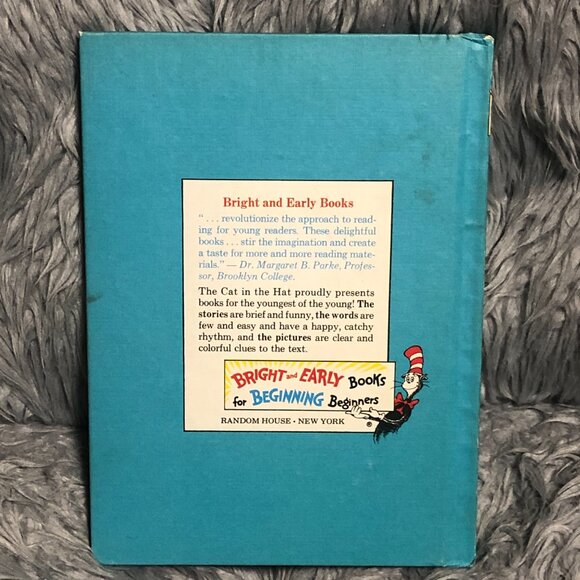 Bright and Early Books
“. . . revolutionize the approach to read-
ing for young readers. These delightful
books . . . stir the imagination and create
a taste for more and more reading mate-
rials.” — Dr. Margaret B. Parke, Profes-
sor, Brooklyn College.
The Cat in the Hat proudly presents
books for the youngest of the young! The
stories are brief and funny, the words are
few and easy and have a happy, catchy
rhythm, and the pictures are clear and
colorful clues to the text.
BRIGHT and EARLY BOOKS
for BEGINNING Beginners
®
RANDOM HOUSE • NEW YORK